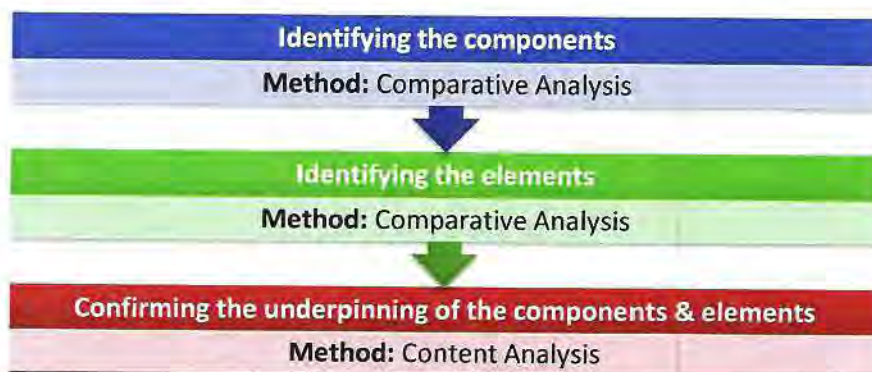 Identifying the components
Method: Comparative Analysis
Identifying the elements
Method: Comparative Analysis
Confirming the underpinning of the components & elements
Method: Content Analysis